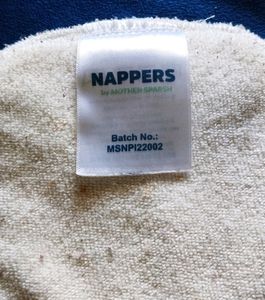 NAPPERS
by MOTHER SPARSH
Batch No.:
MSNPI22002